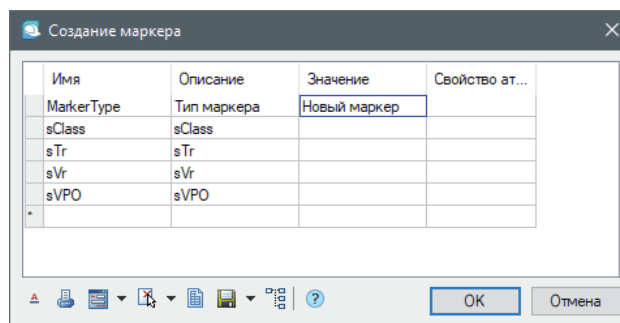 Создание маркера
Имя Описание Значение Свойство ат...
MarkerType Тип маркера Новый маркер
sClass sClass
sTr sTr
sVr sVr
sVPO sVPO
*
OK Отмена